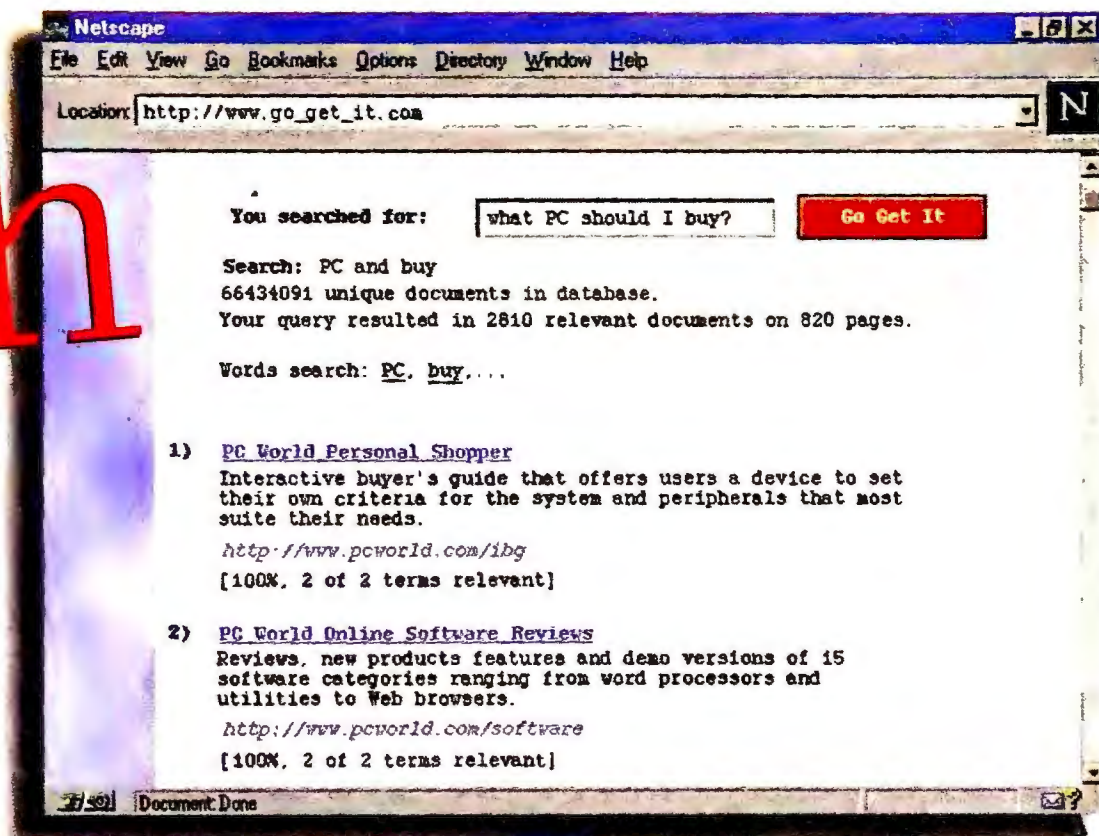 Netscape
File Edit View Go Bookmarks Options Directory Window Help
Location: http://www.go_get_it.com
N
n
You searched for: what PC should I buy? Go Get It
Search: PC and buy
66434091 unique documents in database.
Your query resulted in 2810 relevant documents on 820 pages.
Words search: PC, buy,...
1) PC World Personal Shopper
Interactive buyer's guide that offers users a device to set
their own criteria for the system and peripherals that most
suite their needs.
http://www.pcworld.com/ibg
[100%, 2 of 2 terms relevant]
2) PC World Online Software Reviews
Reviews, new products features and demo versions of 15
software categories ranging from word processors and
utilities to Web browsers.
http://www.pcworld.com/software
[100%, 2 of 2 terms relevant]
Document: Done